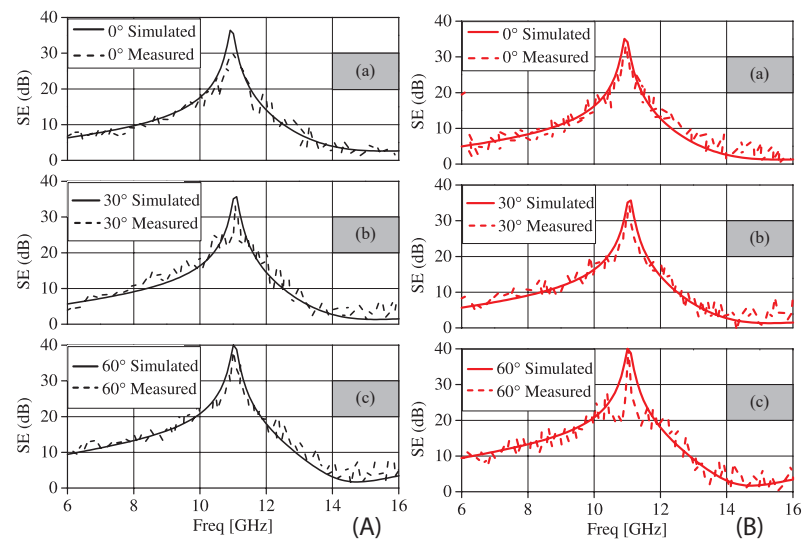 40
30
20
10
0
SE (dB)
0° Simulated
0° Measured
(a)
40
30
20
10
0
SE (dB)
30° Simulated
30° Measured
(b)
40
30
20
10
0
SE (dB)
60° Simulated
60° Measured
(c)
6 8 10 12 14 16
Freq [GHz]
(A)
40
30
20
10
0
SE (dB)
0° Simulated
0° Measured
(a)
40
30
20
10
0
SE (dB)
30° Simulated
30° Measured
(b)
40
30
20
10
0
SE (dB)
60° Simulated
60° Measured
(c)
6 8 10 12 14 16
Freq [GHz]
(B)